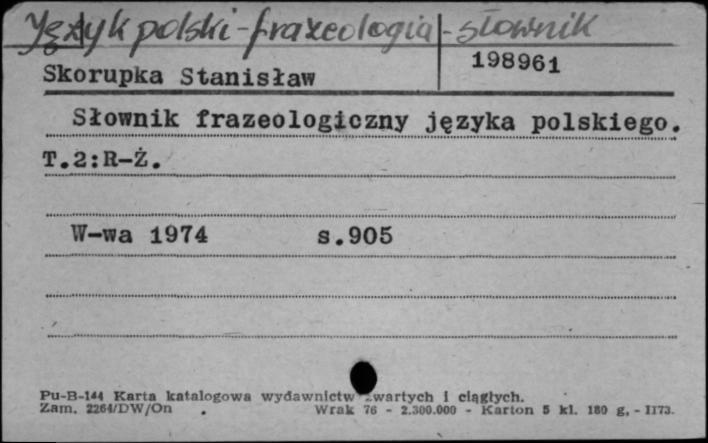 Język polski - frazeologia - słownik
Skorupka Stanisław 198961
Słownik frazeologiczny języka polskiego.
T.2:R-Ż.
W-wa 1974 s.905
Pu-B-144 Karta katalogowa wydawnictw zwartych i ciągłych.
Zam. 2264/DW/On Wrak 76 - 2.300.000 - Karton 5 kl. 180 g. - 1173.